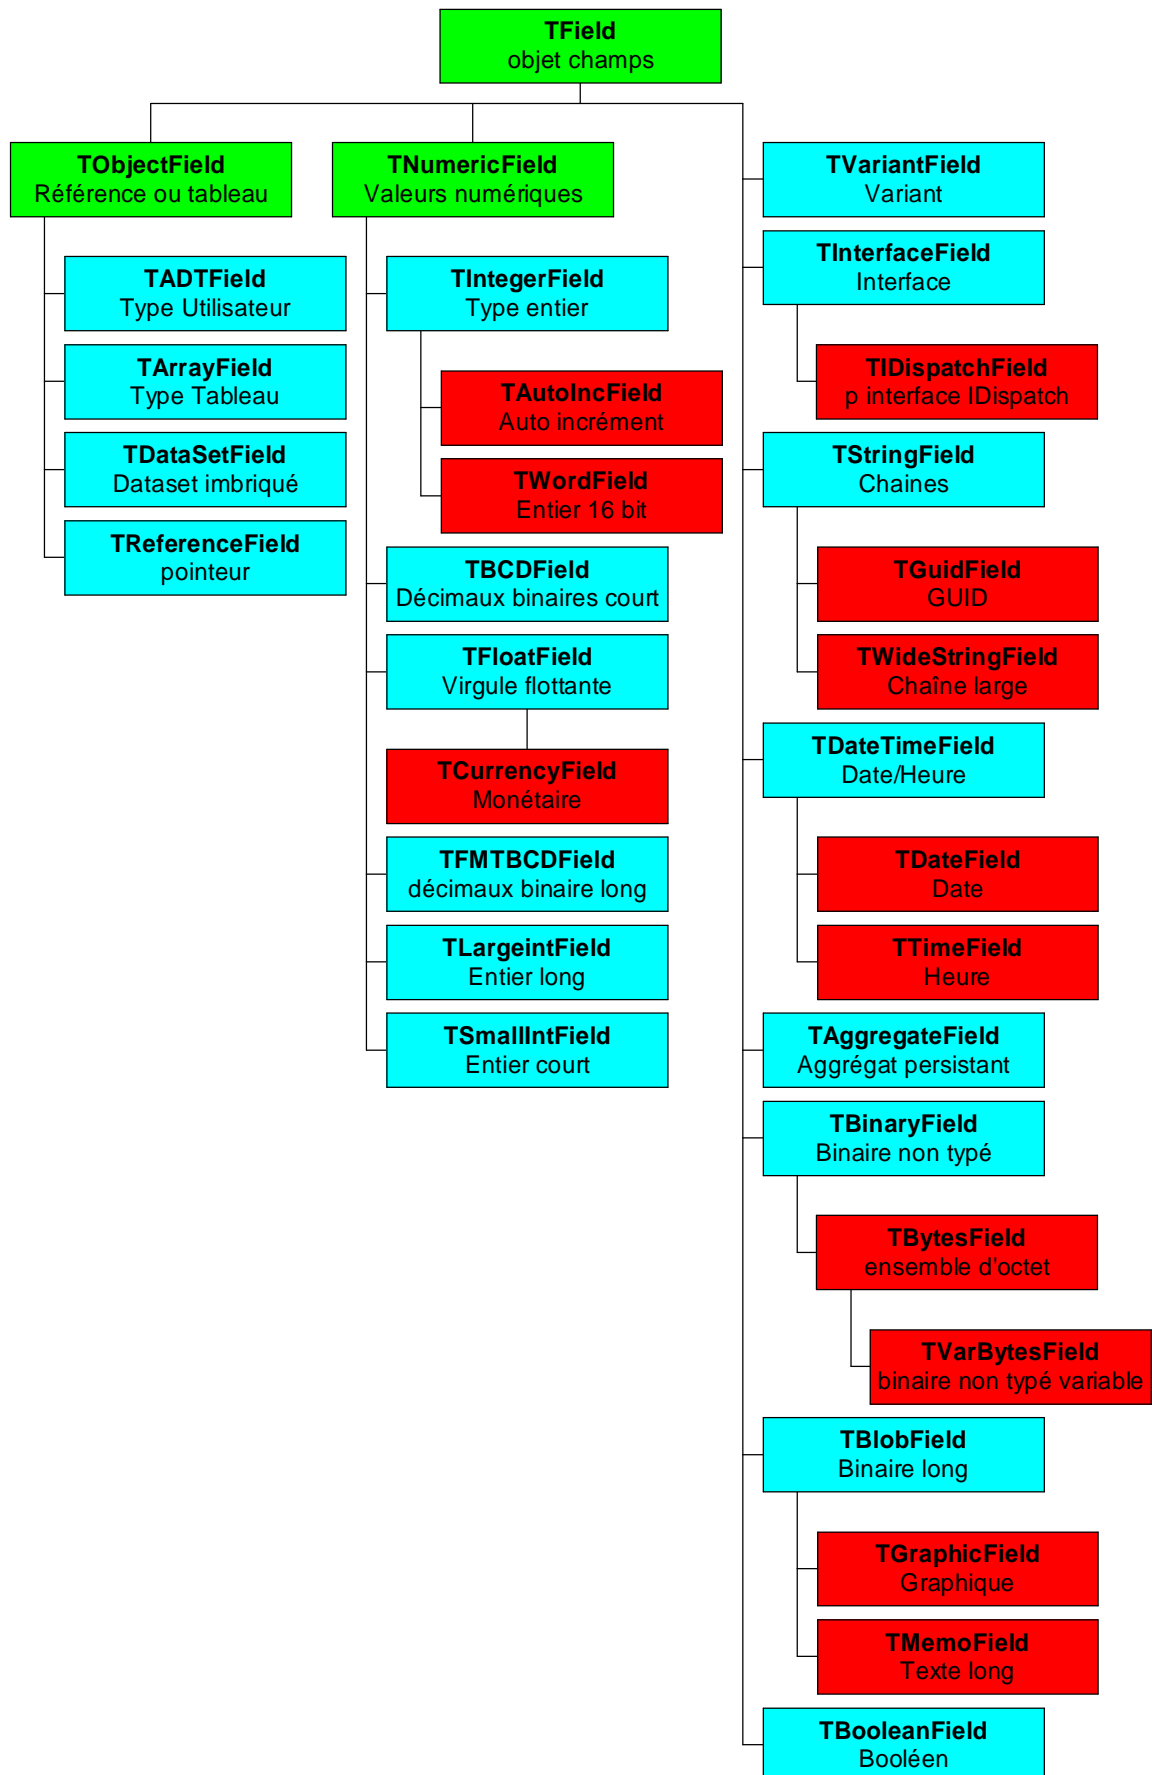 TField
objet champs
TObjectField
Référence ou tableau
TADTField
Type Utilisateur
TArrayField
Type Tableau
TDataSetField
Dataset imbriqué
TReferenceField
pointeur
TNumericField
Valeurs numériques
TIntegerField
Type entier
TAutoIncField
Auto incrément
TWordField
Entier 16 bit
TBCDField
Décimaux binaires court
TFloatField
Virgule flottante
TCurrencyField
Monétaire
TFMTBCDField
décimaux binaire long
TLargeintField
Entier long
TSmallIntField
Entier court
TVariantField
Variant
TInterfaceField
Interface
TIDispatchField
p interface IDispatch
TStringField
Chaines
TGuidField
GUID
TWideStringField
Chaîne large
TDateTimeField
Date/Heure
TDateField
Date
TTimeField
Heure
TAggregateField
Aggrégat persistant
TBinaryField
Binaire non typé
TBytesField
ensemble d'octet
TVarBytesField
binaire non typé variable
TBlobField
Binaire long
TGraphicField
Graphique
TMemoField
Texte long
TBooleanField
Booléen